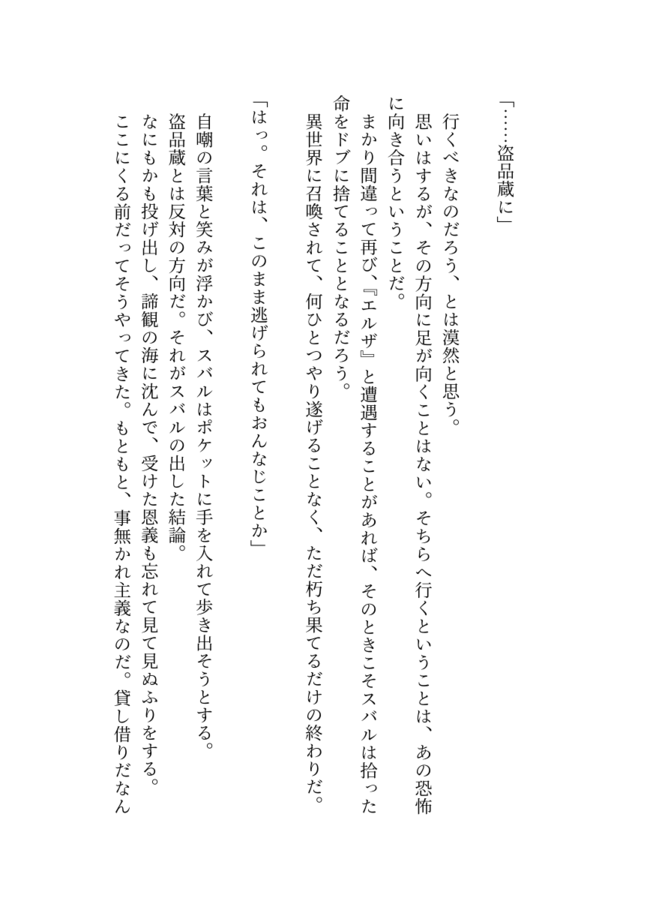 「……盗品蔵に」
行くべきなのだろう、とは漠然と思う。
思いはするが、その方向に足が向くことはない。そちらへ行くということは、あの恐怖
に向き合うということだ。
まかり間違って再び、『エルザ』と遭遇することがあれば、そのときこそスバルは拾った
命をドブに捨てることとなるだろう。
異世界に召喚されて、何ひとつやり遂げることなく、ただ朽ち果てるだけの終わりだ。
「はっ。それは、このまま逃げられてもおんなじことか」
自嘲の言葉と笑みが浮かび、スバルはポケットに手を入れて歩き出そうとする。
盗品蔵とは反対の方向だ。それがスバルの出した結論。
なにもかも投げ出し、諦観の海に沈んで、受けた恩義も忘れて見て見ぬふりをする。
ここにくる前だってそうやってきた。もともと、事無かれ主義なのだ。貸し借りだなん